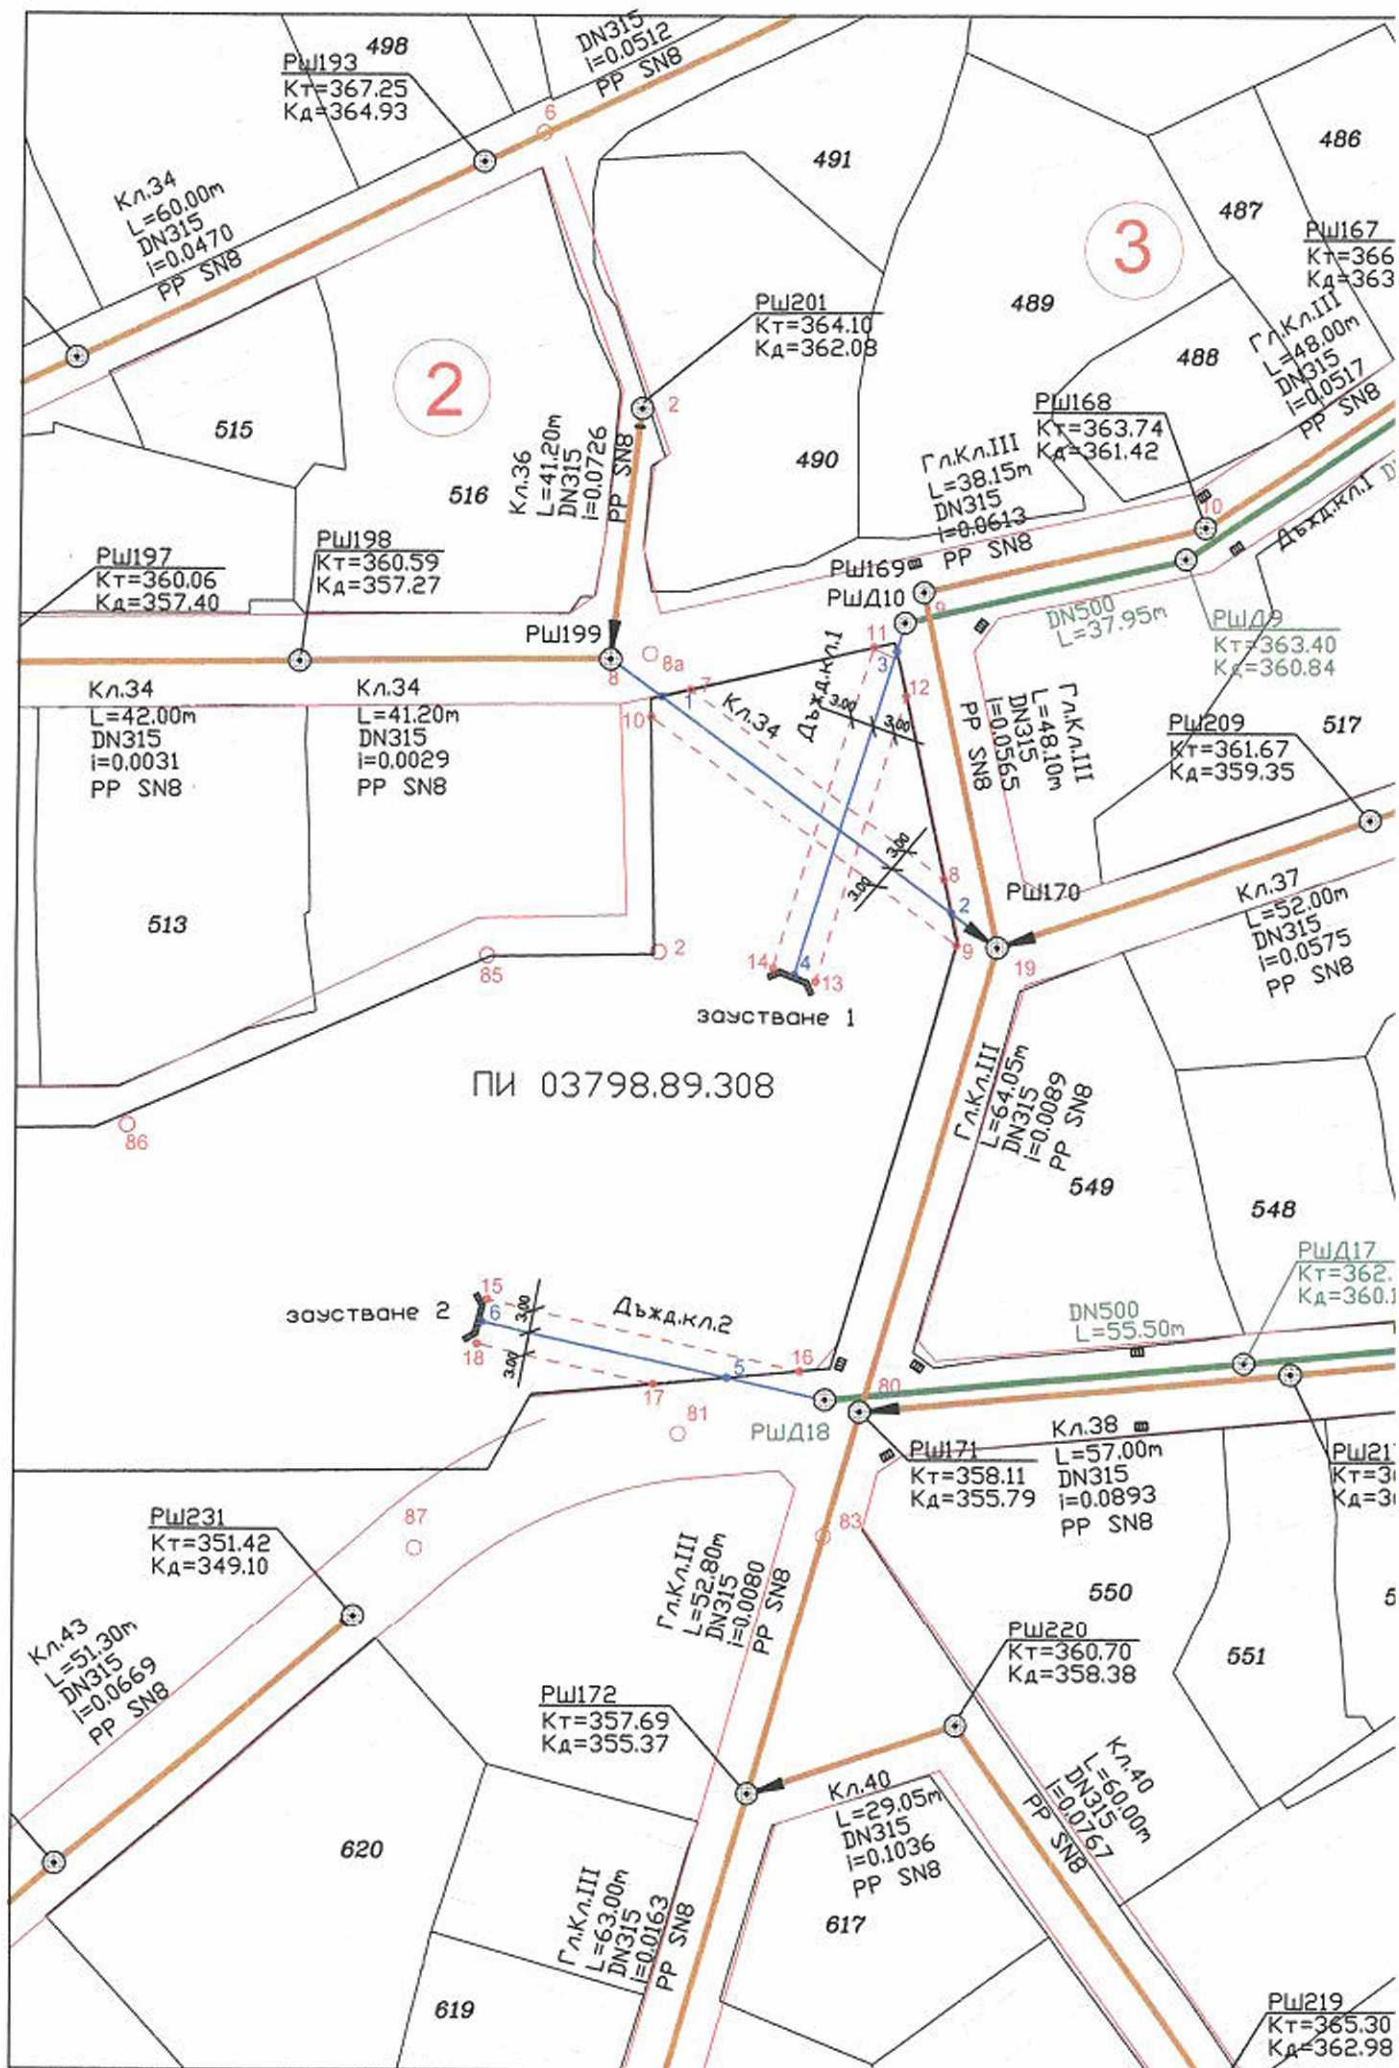 498
РШ193
Кт=367.25
Кд=364.93
DN315
i=0.0512
PP SN8
6
491
486
487
3
РШ167
Кт=366
Кд=363
Кл.34
L=60.00m
DN315
i=0.0470
PP SN8
489
488
РШ201
Кт=364.10
Кд=362.08
Гл.Кл.III
L=48.00m
DN315
i=0.0517
PP SN8
2
515
516
2
490
РШ168
Кт=363.74
Кд=361.42
10
Гл.Кл.III
L=38.15m
DN315
i=0.0613
PP SN8
Кл.36
L=41.20m
DN315
i=0.0726
PP SN8
Дъжд.кл.1
РШ197
Кт=360.06
Кд=357.40
РШ198
Кт=360.59
Кд=357.27
РШ169
РШД10
9
РШ199
DN500
L=37.95m
РШД9
Кт=363.40
Кд=360.84
8
8а
11
3
12
7
1
10
Кл.34
L=42.00m
DN315
i=0.0031
PP SN8
Кл.34
L=41.20m
DN315
i=0.0029
PP SN8
Кл.34
Дъжд.кл.1
3.00
3.00
Гл.Кл.III
L=48.10m
DN315
i=0.0565
PP SN8
РШ209
Кт=361.67
Кд=359.35
517
3.00
3.00
8
2
9
РШ170
19
Кл.37
L=52.00m
DN315
i=0.0575
PP SN8
513
85
2
14
4
13
заустване 1
86
ПИ 03798.89.308
Гл.Кл.III
L=64.05m
DN315
i=0.0089
PP SN8
549
548
РШД17
Кт=362.
Кд=360.1
заустване 2
15
6
18
3.00
3.00
Дъжд.кл.2
16
5
17
81
DN500
L=55.50m
80
РШД18
РШ171
Кт=358.11
Кд=355.79
Кл.38
L=57.00m
DN315
i=0.0893
PP SN8
РШ21
Кт=3
Кд=3
87
83
РШ231
Кт=351.42
Кд=349.10
Гл.Кл.III
L=52.80m
DN315
i=0.0080
PP SN8
550
551
5
Кл.43
L=51.30m
DN315
i=0.0669
PP SN8
РШ220
Кт=360.70
Кд=358.38
РШ172
Кт=357.69
Кд=355.37
Кл.40
L=29.05m
DN315
i=0.1036
PP SN8
Кл.40
L=60.00m
DN315
i=0.0767
PP SN8
620
617
Гл.Кл.III
L=63.00m
DN315
i=0.0163
PP SN8
619
РШ219
Кт=365.30
Кд=362.98